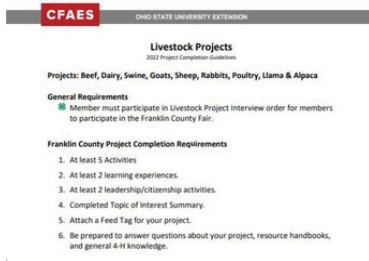 CFAES
OHIO STATE UNIVERSITY EXTENSION
Livestock Projects
2022 Project Completion Guidelines
Projects: Beef, Dairy, Swine, Goats, Sheep, Rabbits, Poultry, Llama & Alpaca
General Requirements
Member must participate in Livestock Project Interview order for members
to participate in the Franklin County Fair.
Franklin County Project Completion Requirements
1. At least 5 Activities
2. At least 2 learning experiences.
3. At least 2 leadership/citizenship activities.
4. Completed Topic of Interest Summary.
5. Attach a Feed Tag for your project.
6. Be prepared to answer questions about your project, resource handbooks,
and general 4-H knowledge.